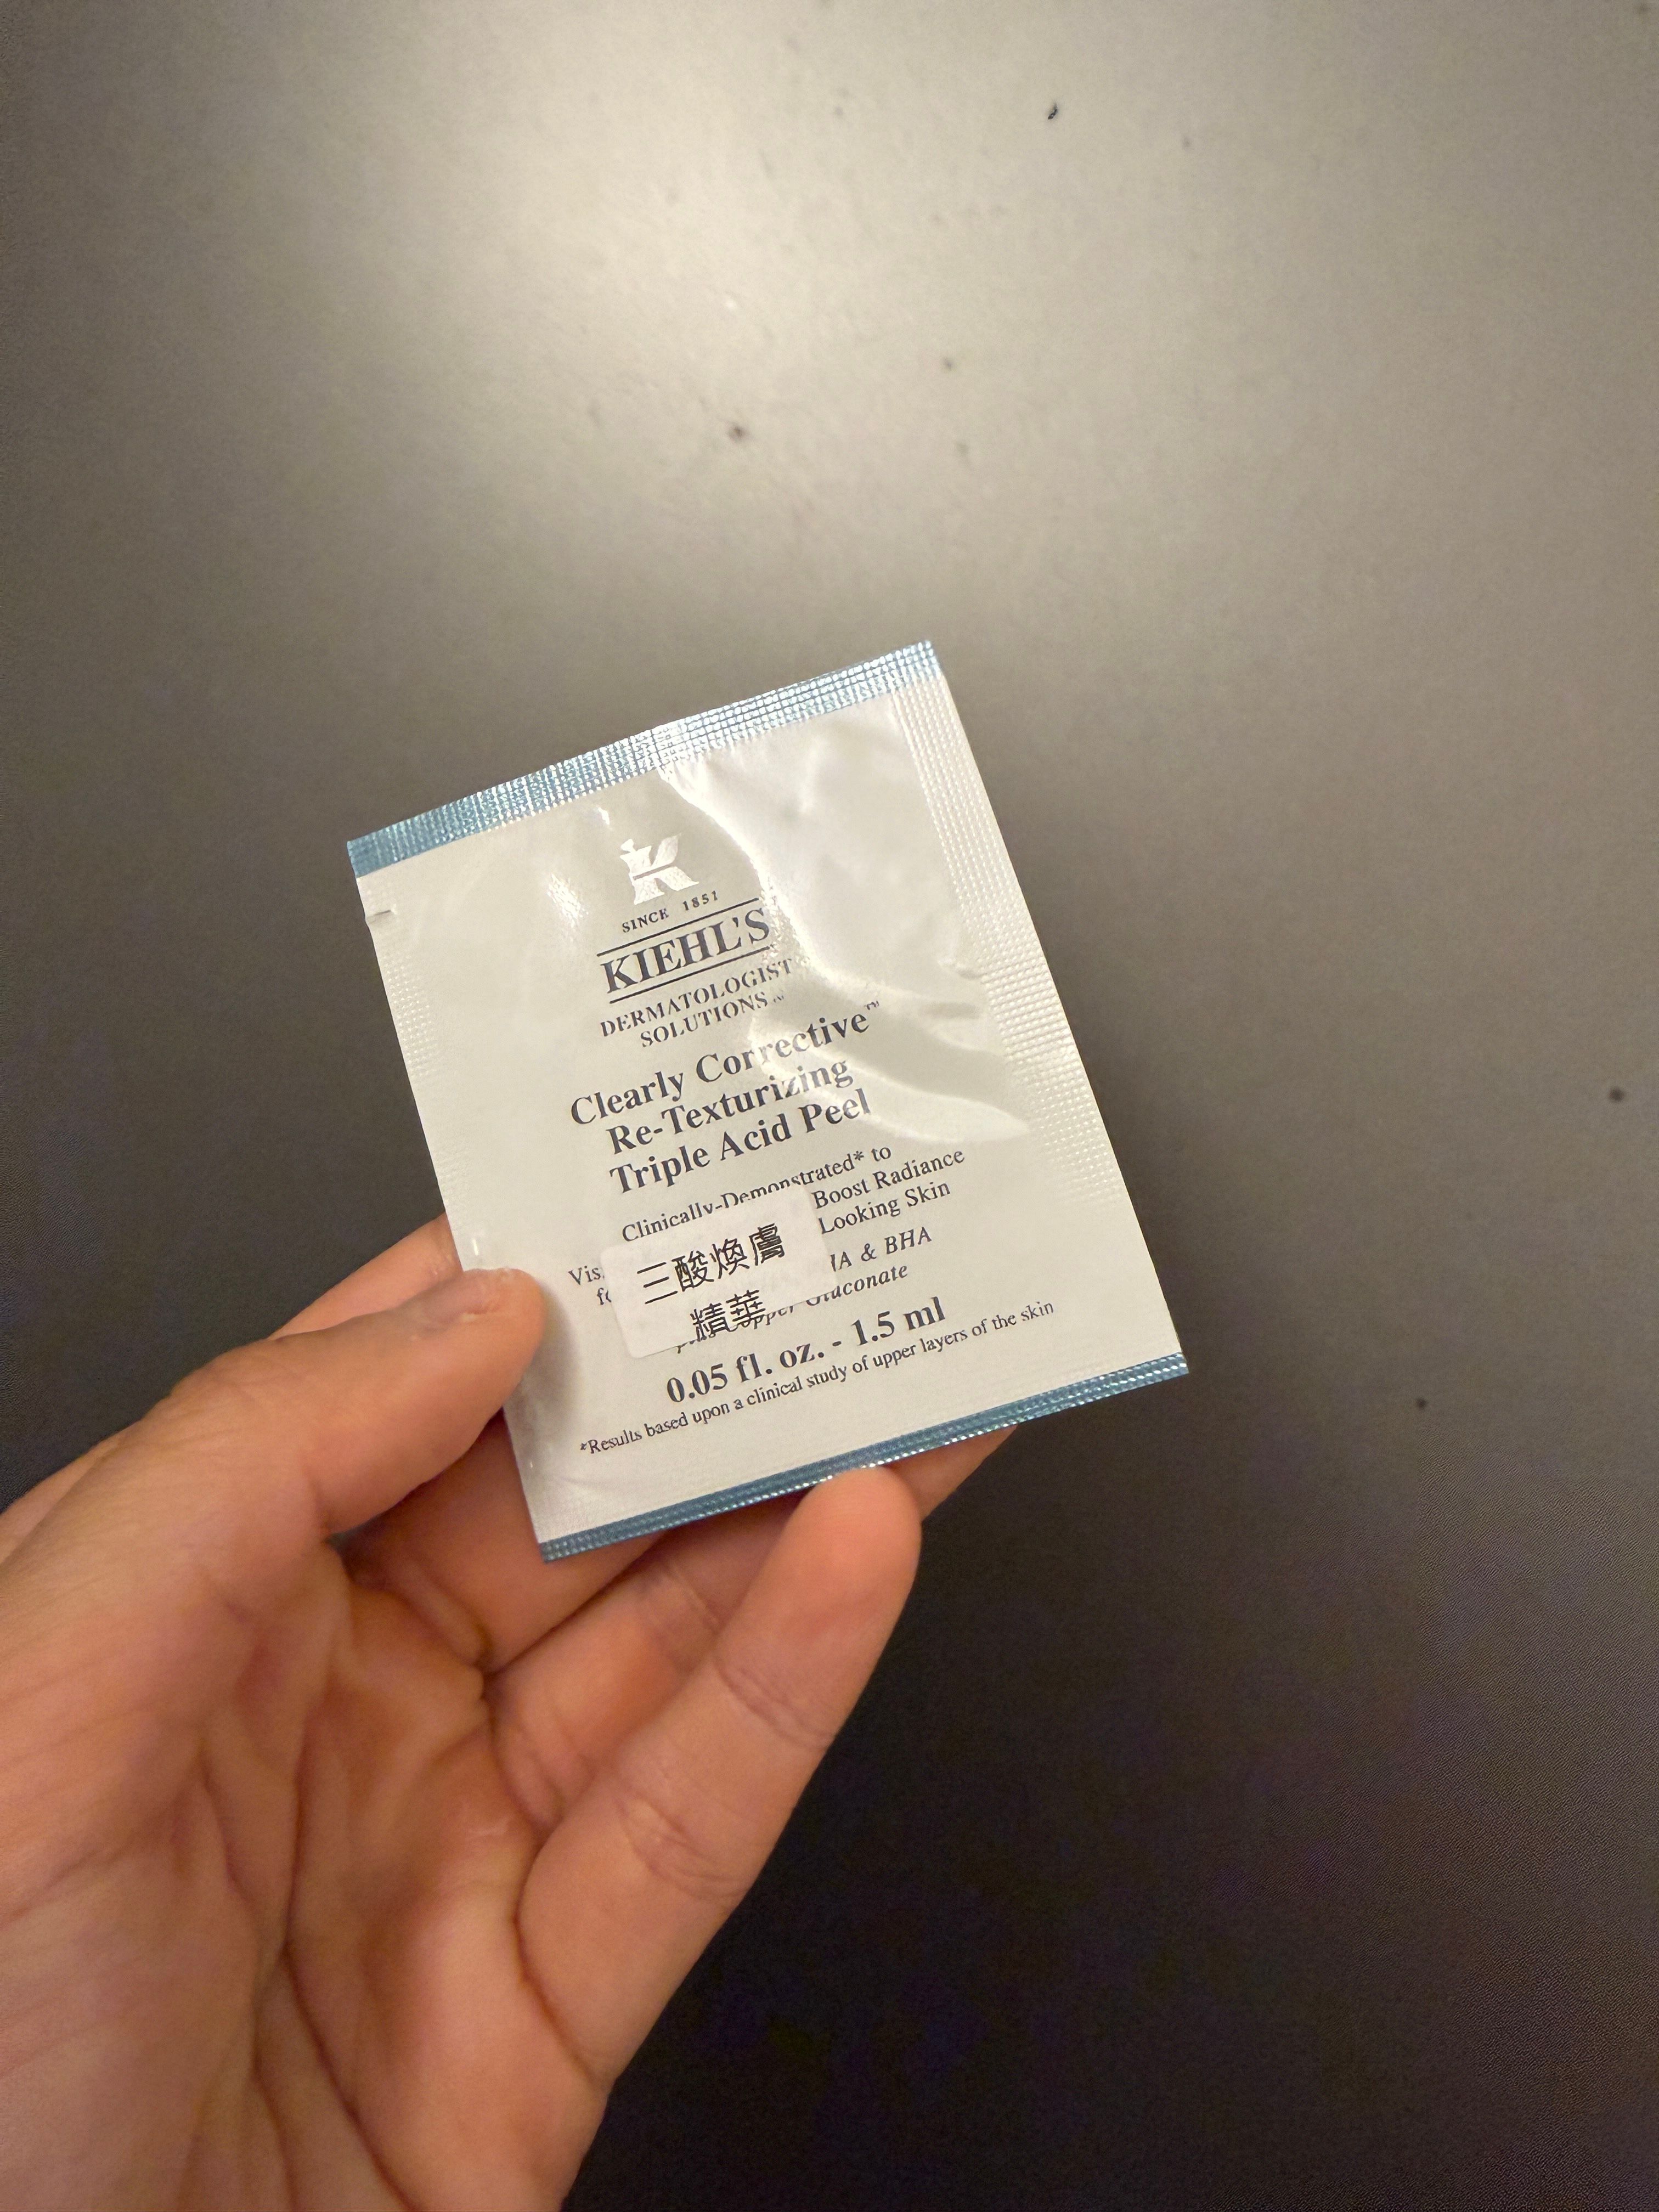 K
SINCE 1851
KIEHL'S
DERMATOLOGIST
SOLUTIONS
Clearly Corrective™
Re-Texturizing
Triple Acid Peel
Clinically-Demonstrated* to
Boost Radiance
Looking Skin
& BHA
三酸煥膚
精華
0.05 fl. oz. - 1.5 ml
*Results based upon a clinical study of upper layers of the skin